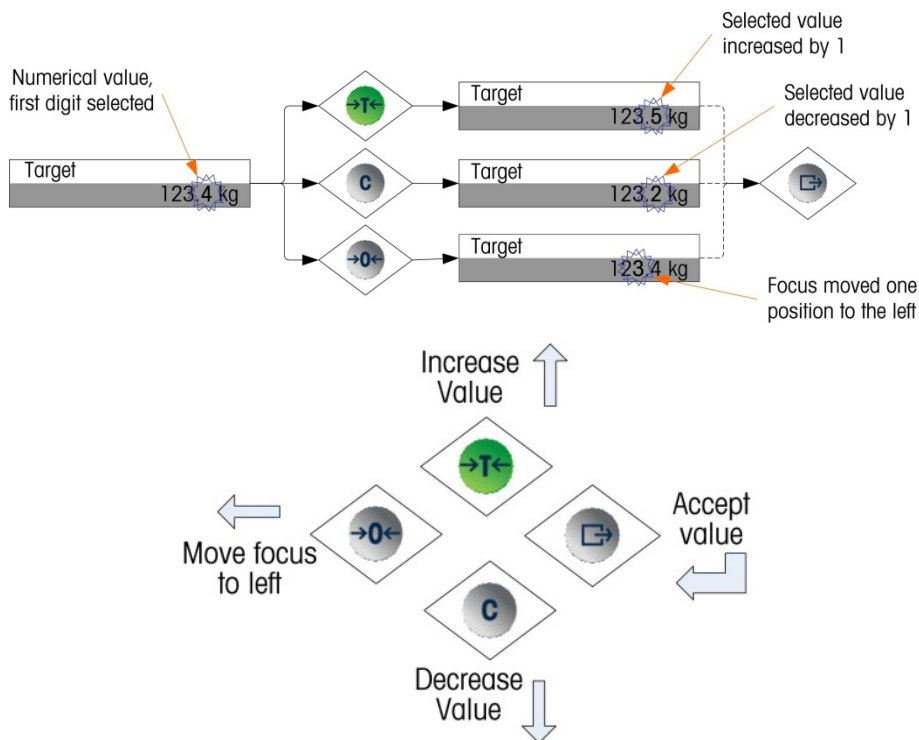 Selected value
increased by 1
Numerical value,
first digit selected
→T←
Target
123.5 kg
Selected value
decreased by 1
Target
123.4 kg
C
Target
123.2 kg
→0←
Target
123.4 kg
Focus moved one
position to the left
Increase
Value
→T←
→0←
Move focus
to left
Accept
value
C
Decrease
Value